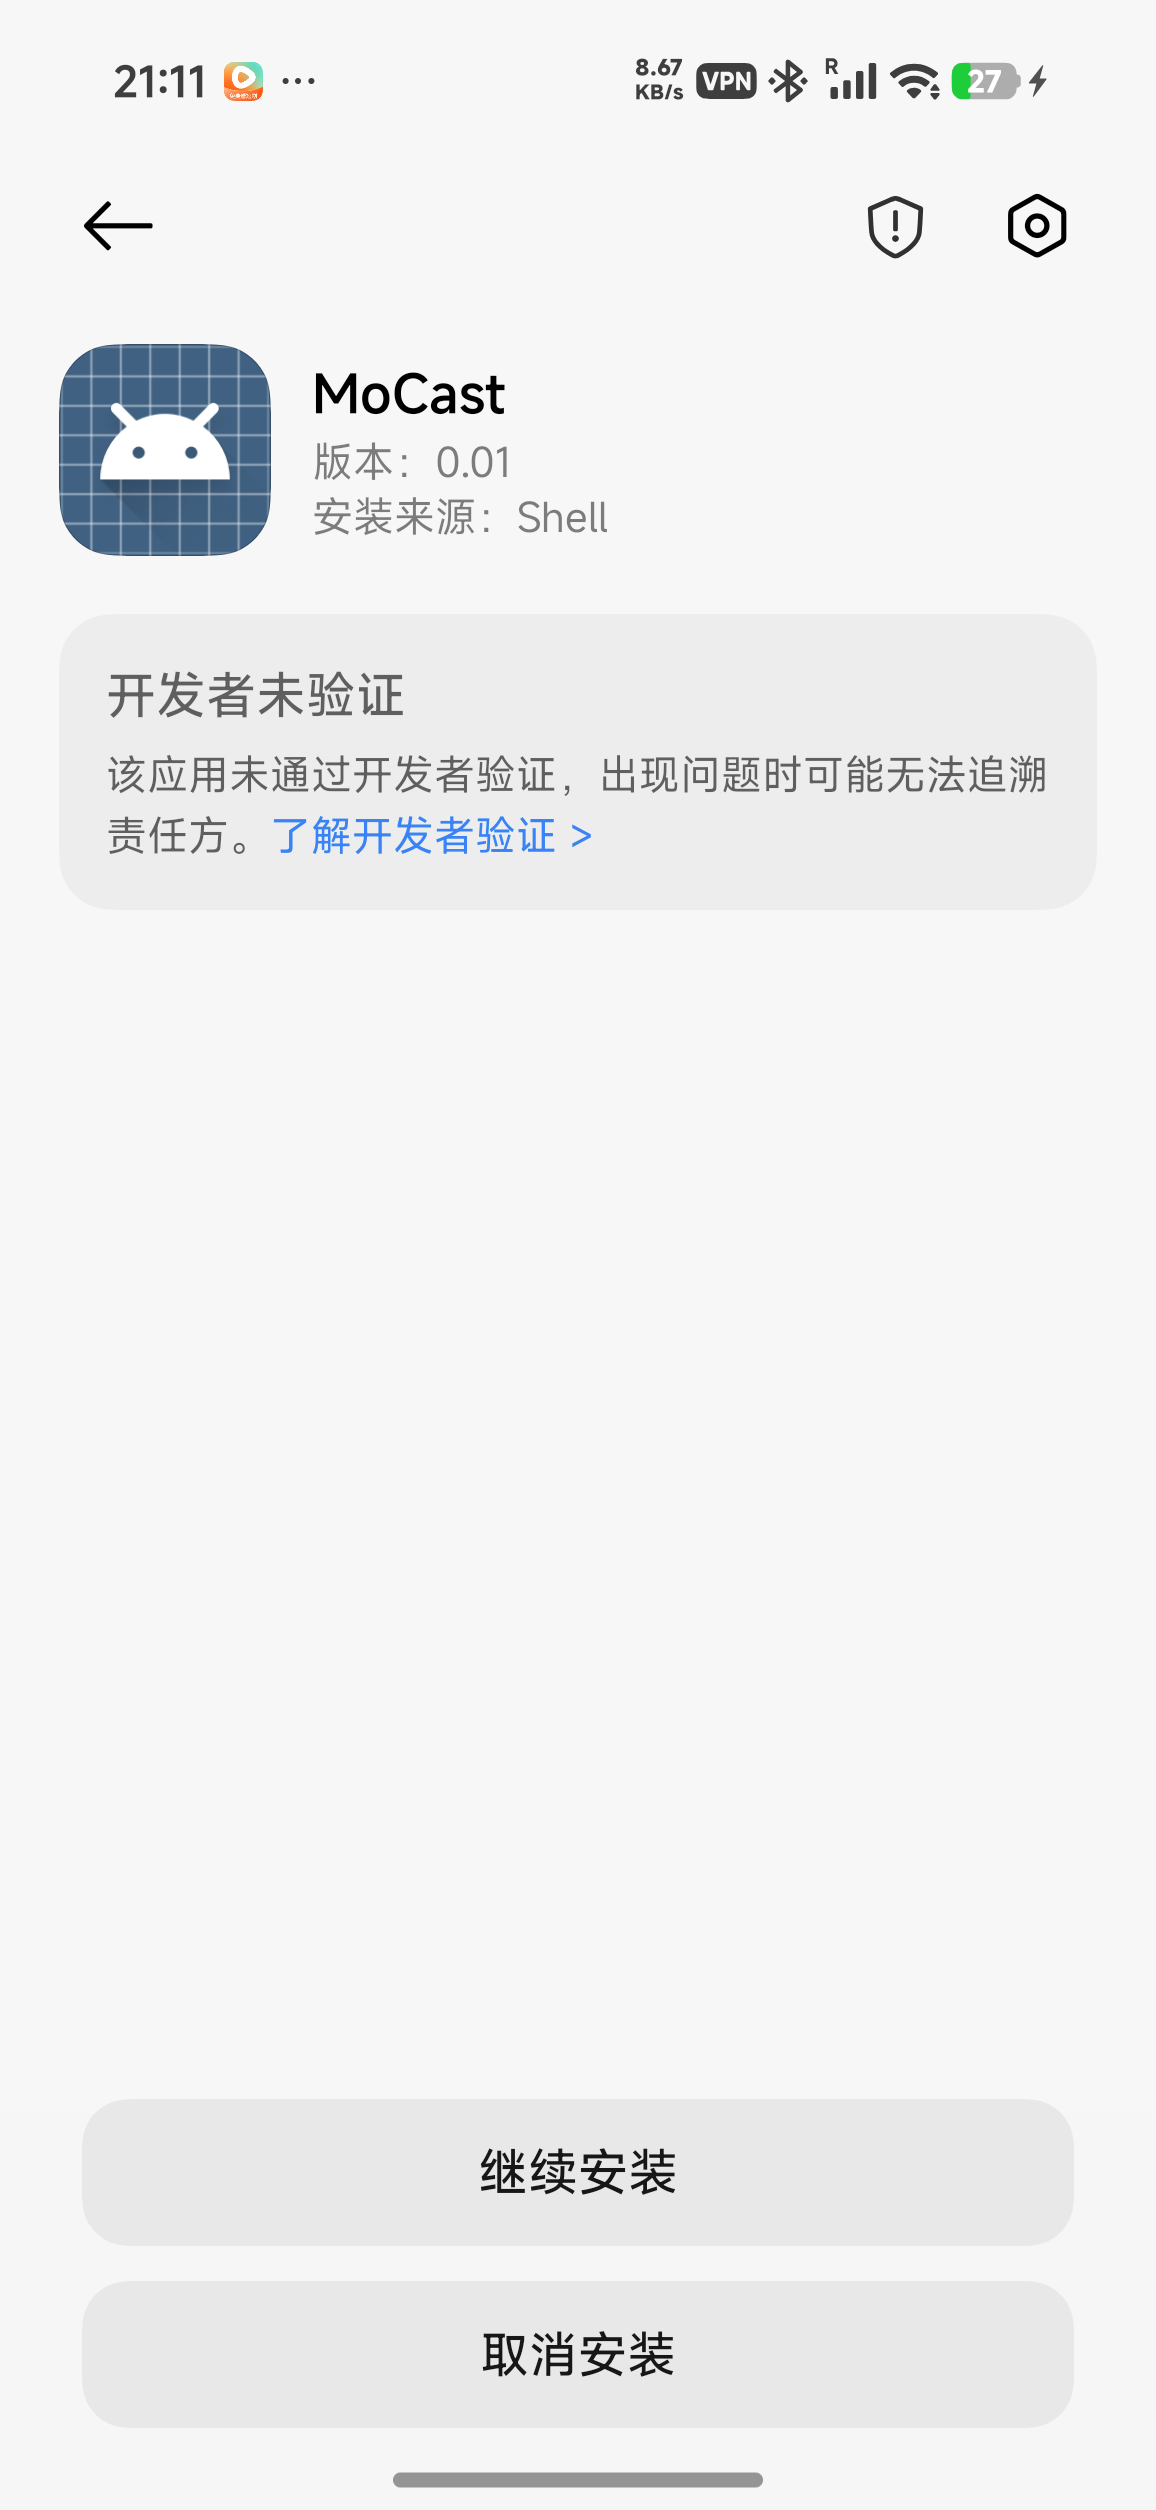 21:11
8.67
KB/s
VPN
R
27
MoCast
版本： 0.01
安装来源： Shell
开发者未验证
该应用未通过开发者验证，出现问题时可能无法追溯
责任方。了解开发者验证 >
继续安装
取消安装